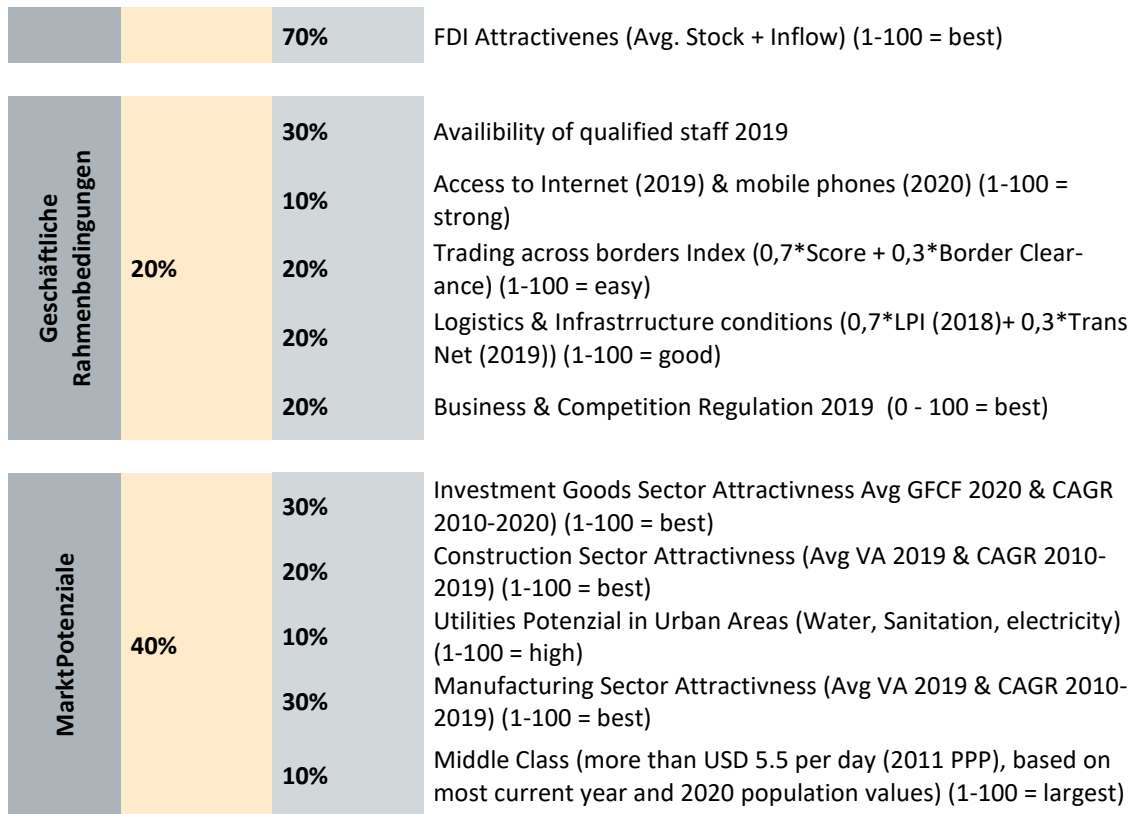 70% FDI Attractivenes (Avg. Stock + Inflow) (1-100 = best)
Geschäftliche
Rahmenbedingungen
20%
30% Availibility of qualified staff 2019
10% Access to Internet (2019) & mobile phones (2020) (1-100 =
strong)
20% Trading across borders Index (0,7*Score + 0,3*Border Clear-
ance) (1-100 = easy)
20% Logistics & Infrastrructure conditions (0,7*LPI (2018)+ 0,3*Trans
Net (2019)) (1-100 = good)
20% Business & Competition Regulation 2019 (0 - 100 = best)
MarktPotenziale
40%
30% Investment Goods Sector Attractivness Avg GFCF 2020 & CAGR
2010-2020) (1-100 = best)
20% Construction Sector Attractivness (Avg VA 2019 & CAGR 2010-
2019) (1-100 = best)
10% Utilities Potenzial in Urban Areas (Water, Sanitation, electricity)
(1-100 = high)
30% Manufacturing Sector Attractivness (Avg VA 2019 & CAGR 2010-
2019) (1-100 = best)
10% Middle Class (more than USD 5.5 per day (2011 PPP), based on
most current year and 2020 population values) (1-100 = largest)